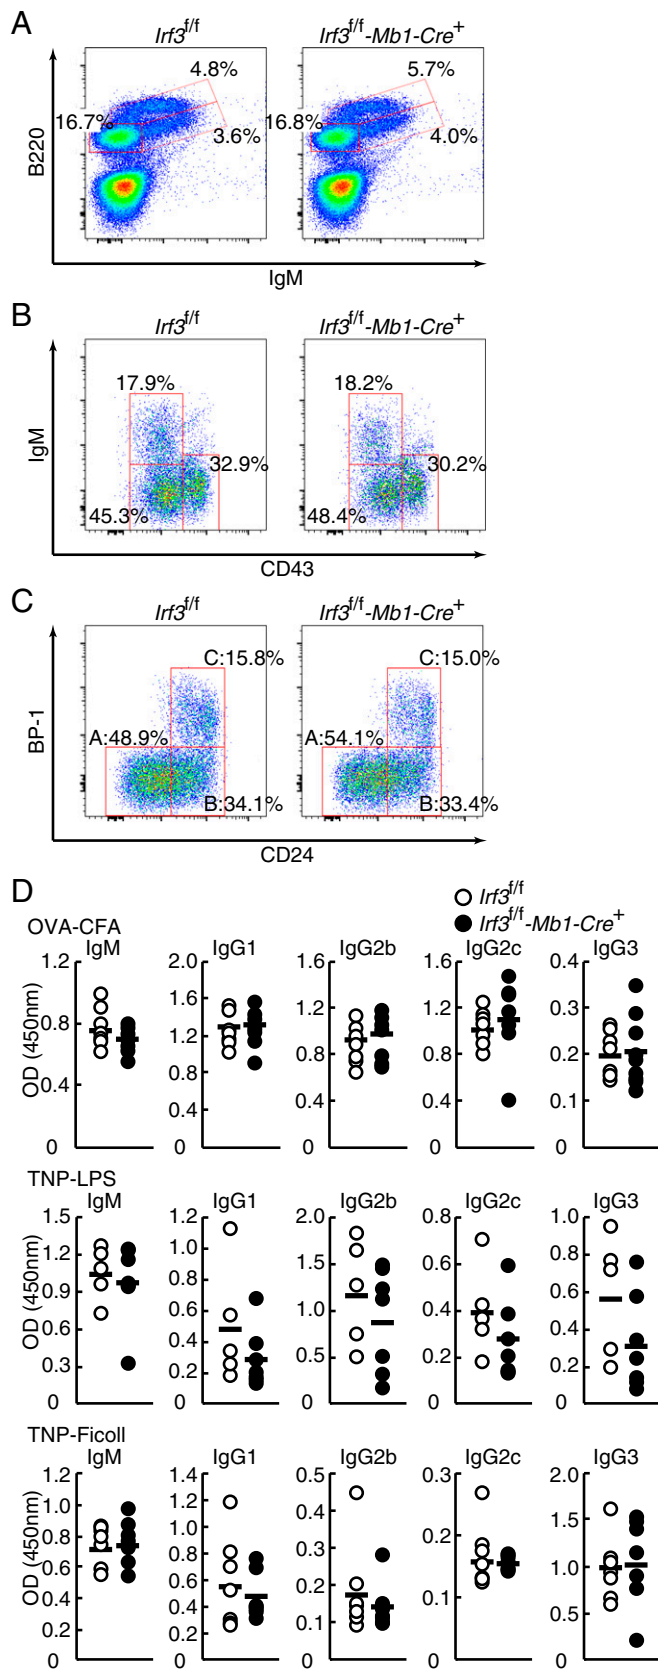 A
Irf3f/f Irf3f/f-Mb1-Cre+
4.8% 5.7%
16.7% 16.8%
3.6% 4.0%
B220
IgM
B
Irf3f/f Irf3f/f-Mb1-Cre+
17.9% 18.2%
32.9% 30.2%
45.3% 48.4%
IgM
CD43
C
Irf3f/f Irf3f/f-Mb1-Cre+
C:15.8% C:15.0%
A:48.9% A:54.1%
B:34.1% B:33.4%
BP-1
CD24
D
Irf3f/f
Irf3f/f-Mb1-Cre+
OVA-CFA
IgM IgG1 IgG2b IgG2c IgG3
OD (450nm)
1.2 2.0 1.6 1.6 0.4
1.6
0.8 1.2 1.2 1.2 0.3
0.8 0.8 0.8 0.2
0.4 0.4 0.4 0.4 0.1
0 0 0 0 0
TNP-LPS
IgM IgG1 IgG2b IgG2c IgG3
OD (450nm)
1.5 1.2 2.0 0.8 1.0
1.2 1.0 0.8
0.9 0.8 1.5 0.6 0.6
0.6 0.6 1.0 0.4 0.4
0.3 0.4 0.5 0.2 0.2
0.2
0 0 0 0 0
TNP-Ficoll
IgM IgG1 IgG2b IgG2c IgG3
OD (450nm)
1.2 1.4 0.5 0.3 2.0
1.0 1.2 0.4 1.5
0.8 1.0 0.3 0.2
0.6 0.8 1.0
0.4 0.6 0.2 0.1
0.2 0.4 0.1 0.5
0.2
0 0 0 0 0